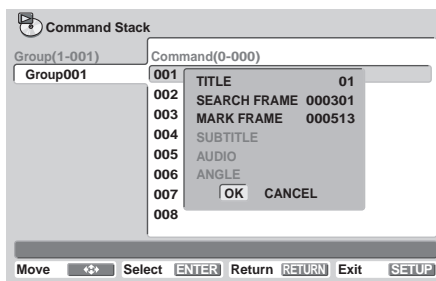 Command Stack
Group(1-001)
Command(0-000)
Group001
001
002
003
004
005
006
007
008
TITLE 01
SEARCH FRAME 000301
MARK FRAME 000513
SUBTITLE
AUDIO
ANGLE
OK CANCEL
Move Select ENTER Return RETURN Exit SETUP